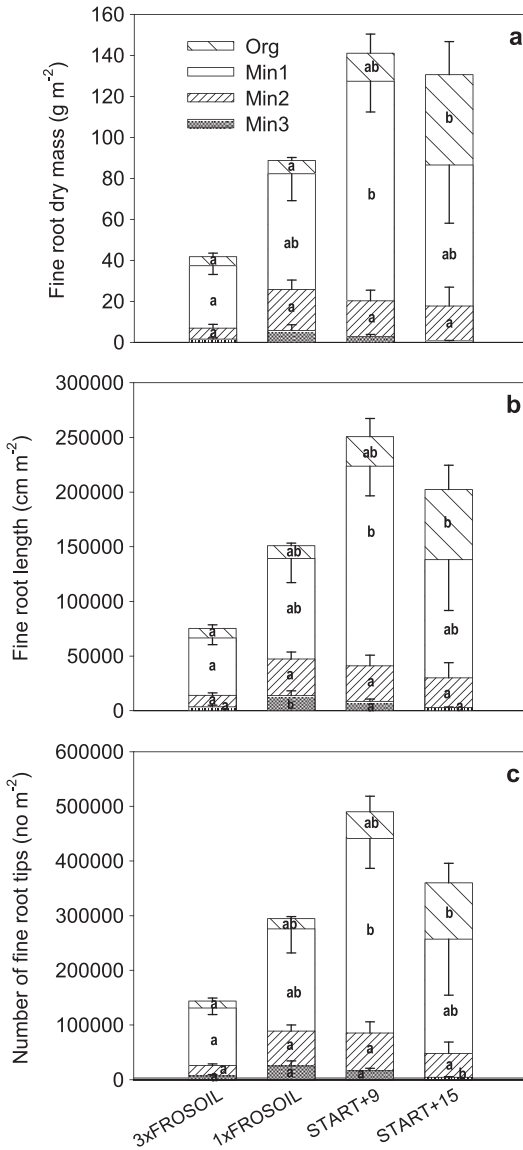 a
160
140
120
100
80
60
40
20
0
Fine root dry mass (g m-2)
Org
Min1
Min2
Min3
a
a
a
a
ab
a
ab
b
a
b
ab
a
b
300000
250000
200000
150000
100000
50000
0
Fine root length (cm m-2)
a
a
a
a
ab
ab
a
b
ab
b
a
a
b
ab
a
a
c
600000
500000
400000
300000
200000
100000
0
Number of fine root tips (no m-2)
a
a
a
a
ab
ab
a
a
ab
b
a
a
b
ab
a
b
3xFROSOIL
1xFROSOIL
START+9
START+15